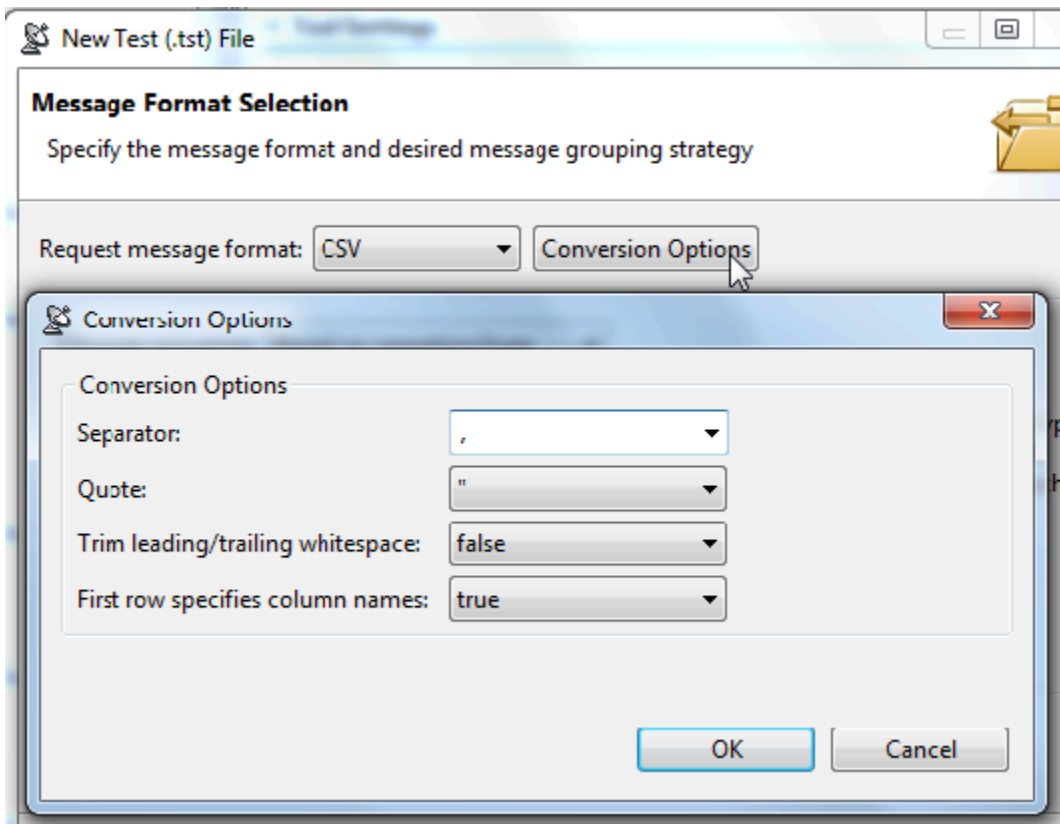 New Test (.tst) File
Message Format Selection
Specify the message format and desired message grouping strategy
Request message format: CSV Conversion Options
Conversion Options
Conversion Options
Separator: ,
Quote: "
Trim leading/trailing whitespace: false
First row specifies column names: true
OK Cancel